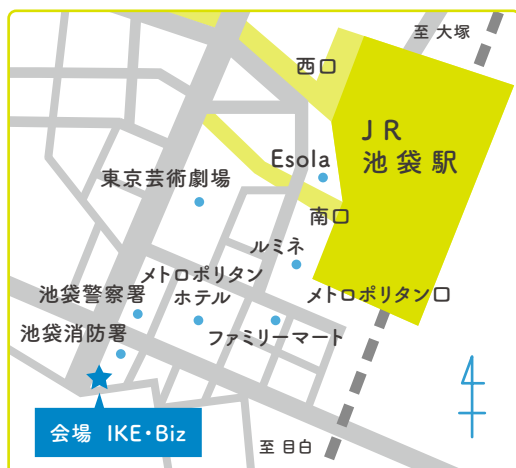 至 大塚
西口
JR
池袋駅
Esola
東京芸術劇場
南口
ルミネ
メトロポリタン
ホテル
メトロポリタン口
池袋警察署
池袋消防署
ファミリーマート
会場 IKE・Biz
至 目白